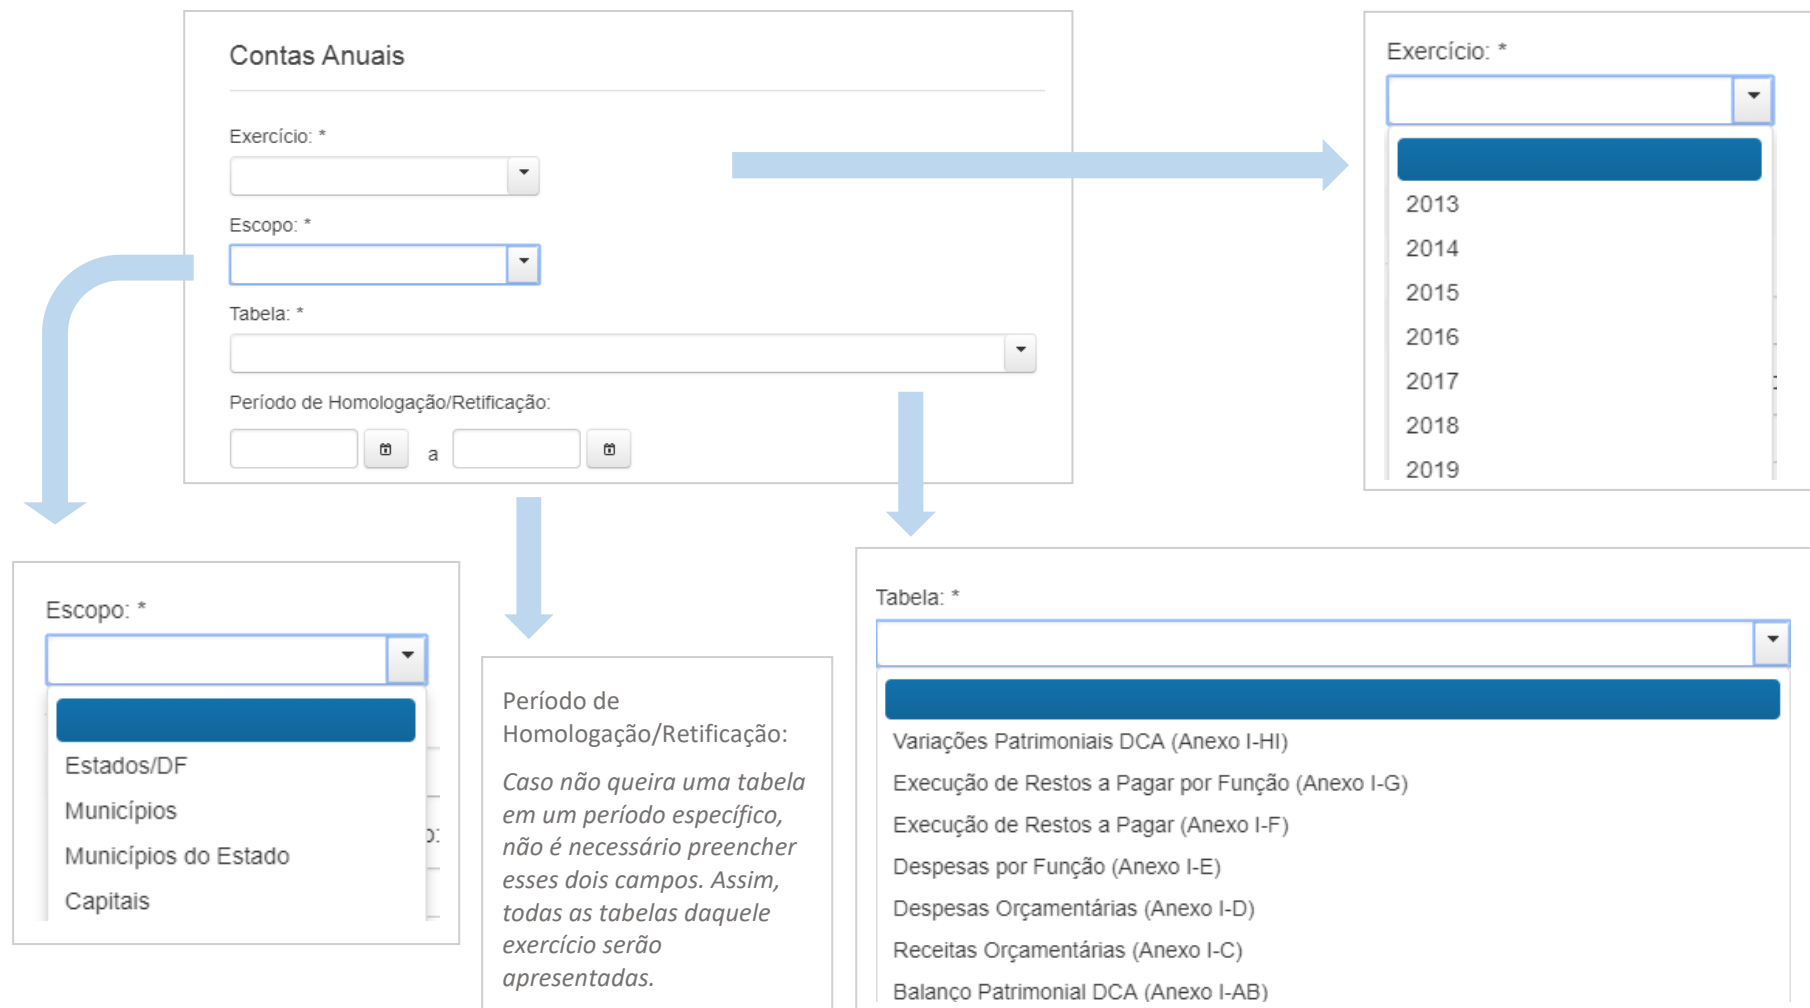 Contas Anuais
Exercício: *
Escopo: *
Tabela: *
Período de Homologação/Retificação:
a
Exercício: *
2013
2014
2015
2016
2017
2018
2019
Escopo: *
Estados/DF
Municípios
Municípios do Estado
Capitais
o:
Período de
Homologação/Retificação:
Caso não queira uma tabela
em um período específico,
não é necessário preencher
esses dois campos. Assim,
todas as tabelas daquele
exercício serão
apresentadas.
Tabela: *
Variações Patrimoniais DCA (Anexo I-HI)
Execução de Restos a Pagar por Função (Anexo I-G)
Execução de Restos a Pagar (Anexo I-F)
Despesas por Função (Anexo I-E)
Despesas Orçamentárias (Anexo I-D)
Receitas Orçamentárias (Anexo I-C)
Balanço Patrimonial DCA (Anexo I-AB)